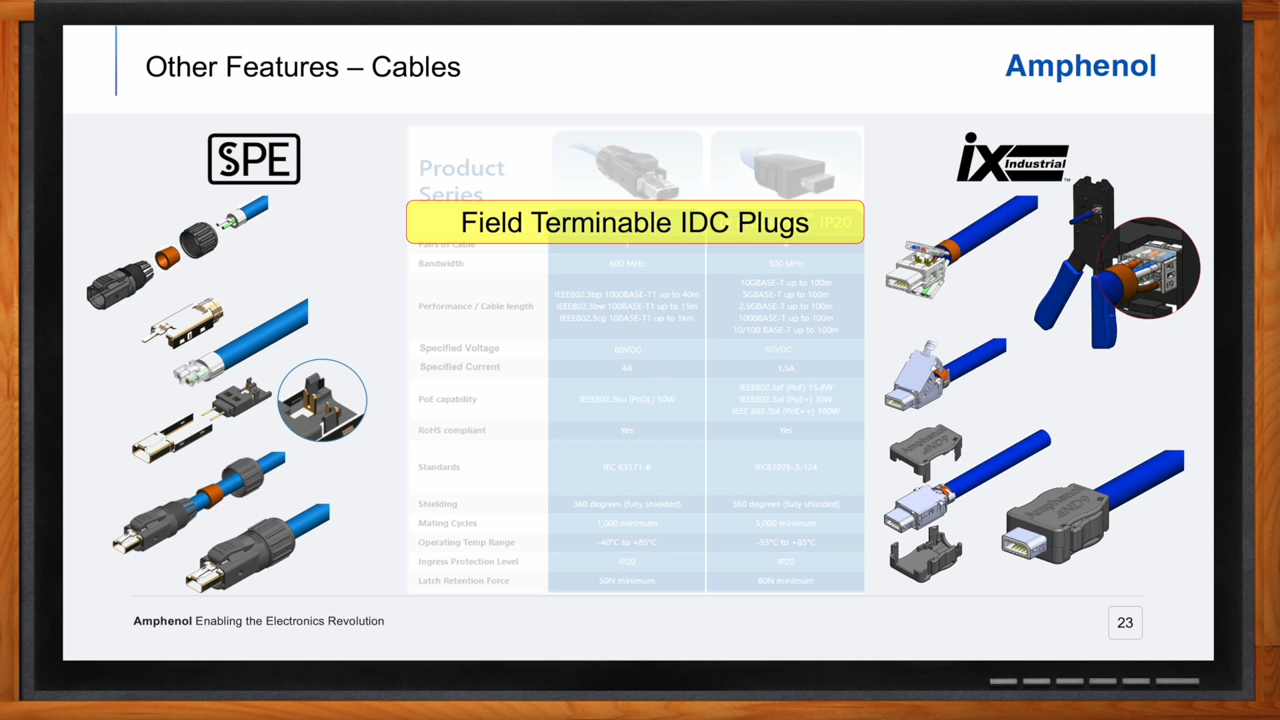 Other Features – Cables
Amphenol
SPE
iX Industrial™
Product
Series
Field Terminable IDC Plugs
IP20
Pairs of Cable
Bandwidth 600 MHz 500 MHz
Performance / Cable length
IEEE802.3bp 1000BASE-T1 up to 40m
IEEE802.3bw 100BASE-T1 up to 15m
IEEE802.3cg 10BASE-T1 up to 1km
10GBASE-T up to 100m
5GBASE-T up to 100m
2.5GBASE-T up to 100m
1000BASE-T up to 100m
10/100 BASE-T up to 100m
Specified Voltage 60VDC 60VDC
Specified Current 4A 1.5A
PoE capability
IEEE802.3bu (PoDL) 50W
IEEE802.3af (PoE) 15.4W
IEEE802.3at (PoE+) 30W
IEEE 802.3bt (PoE++) 100W
RoHS compliant Yes Yes
Standards IEC 63171-6 IEC61076-3-124
Shielding 360 degrees (fully shielded) 360 degrees (fully shielded)
Mating Cycles 1,000 minimum 5,000 minimum
Operating Temp Range -40°C to +85°C -55°C to +85°C
Ingress Protection Level IP20 IP20
Latch Retention Force 50N minimum 80N minimum
Amphenol
Amphenol
Amphenol Enabling the Electronics Revolution
23